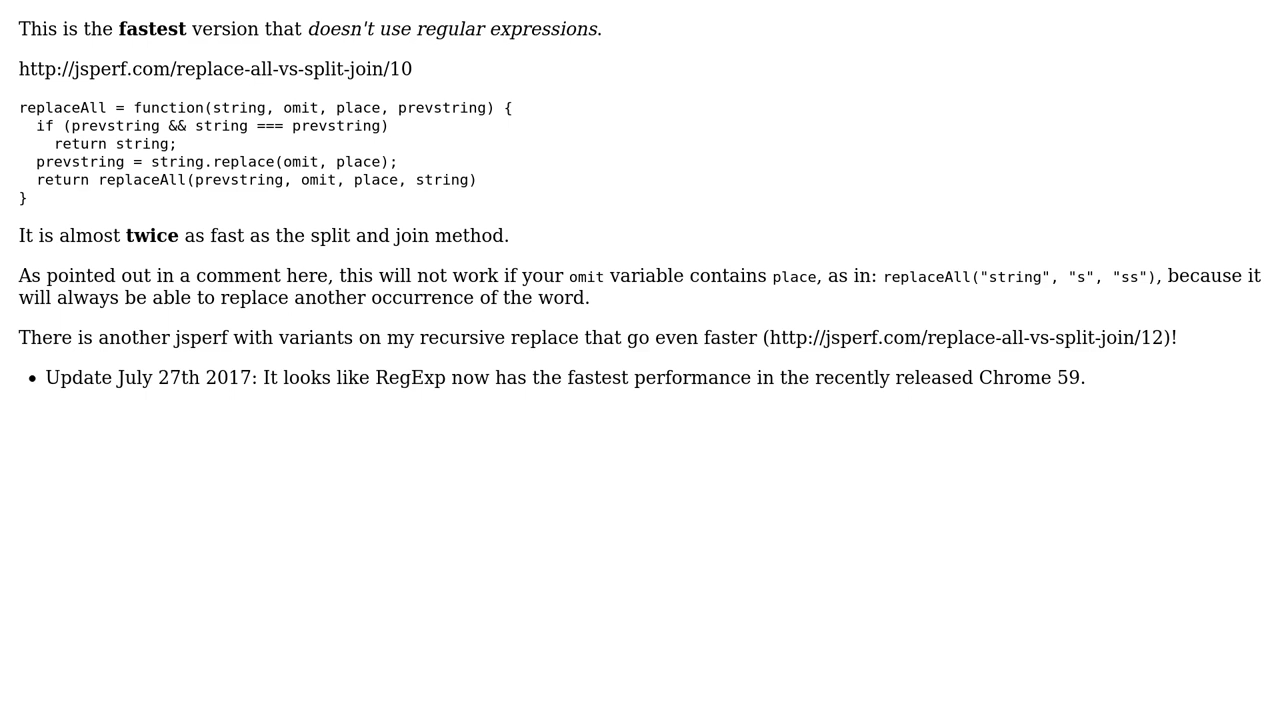 This is the fastest version that doesn't use regular expressions.
http://jsperf.com/replace-all-vs-split-join/10
replaceAll = function(string, omit, place, prevstring) {
  if (prevstring && string === prevstring)
    return string;
  prevstring = string.replace(omit, place);
  return replaceAll(prevstring, omit, place, string)
}
It is almost twice as fast as the split and join method.
As pointed out in a comment here, this will not work if your omit variable contains place, as in: replaceAll("string", "s", "ss"), because it
will always be able to replace another occurrence of the word.
There is another jsperf with variants on my recursive replace that go even faster (http://jsperf.com/replace-all-vs-split-join/12)!
• Update July 27th 2017: It looks like RegExp now has the fastest performance in the recently released Chrome 59.